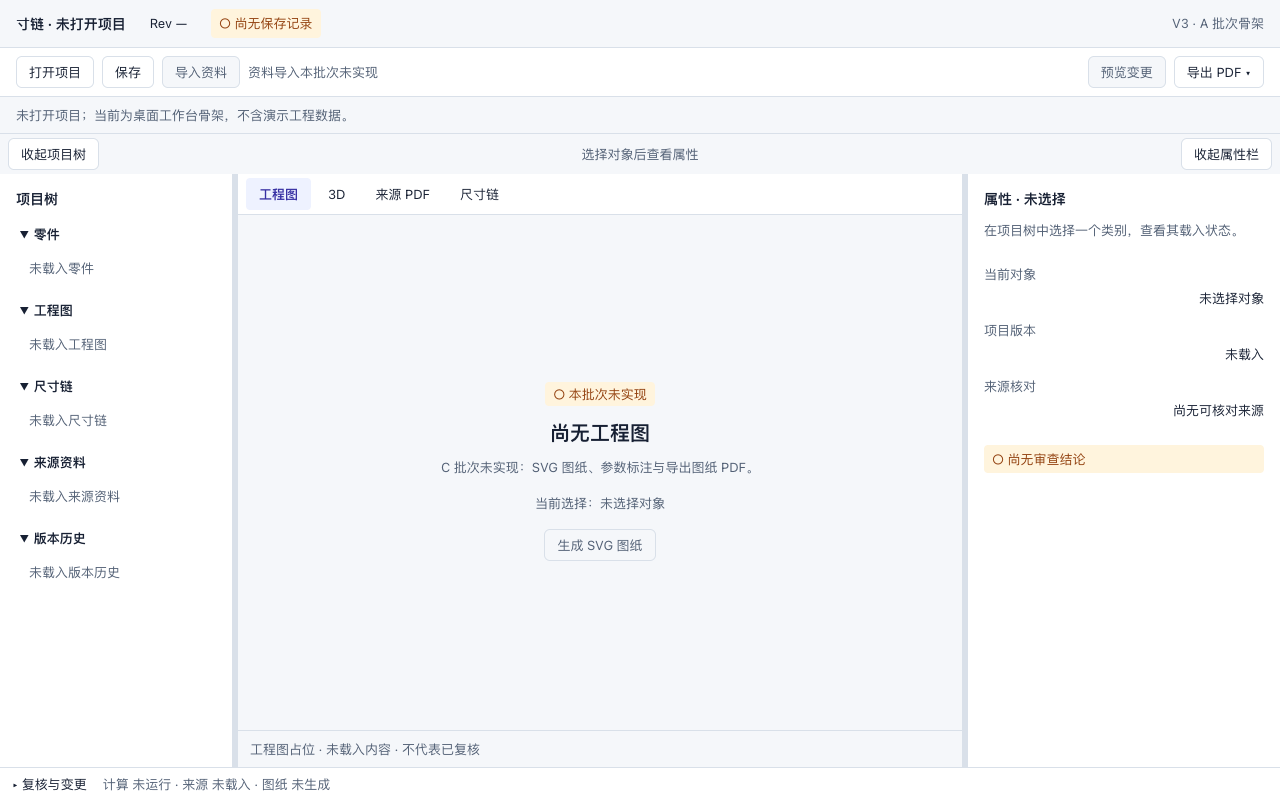 寸链 · 未打开项目 Rev — 尚无保存记录 V3 · A 批次骨架
打开项目 保存 导入资料 资料导入本批次未实现 预览变更 导出 PDF
未打开项目；当前为桌面工作台骨架，不含演示工程数据。
收起项目树 选择对象后查看属性 收起属性栏
项目树
零件
未载入零件
工程图
未载入工程图
尺寸链
未载入尺寸链
来源资料
未载入来源资料
版本历史
未载入版本历史
工程图 3D 来源 PDF 尺寸链
本批次未实现
尚无工程图
C 批次未实现：SVG 图纸、参数标注与导出图纸 PDF。
当前选择：未选择对象
生成 SVG 图纸
工程图占位 · 未载入内容 · 不代表已复核
属性 · 未选择
在项目树中选择一个类别，查看其载入状态。
当前对象
未选择对象
项目版本
未载入
来源核对
尚无可核对来源
尚无审查结论
复核与变更 计算 未运行 · 来源 未载入 · 图纸 未生成